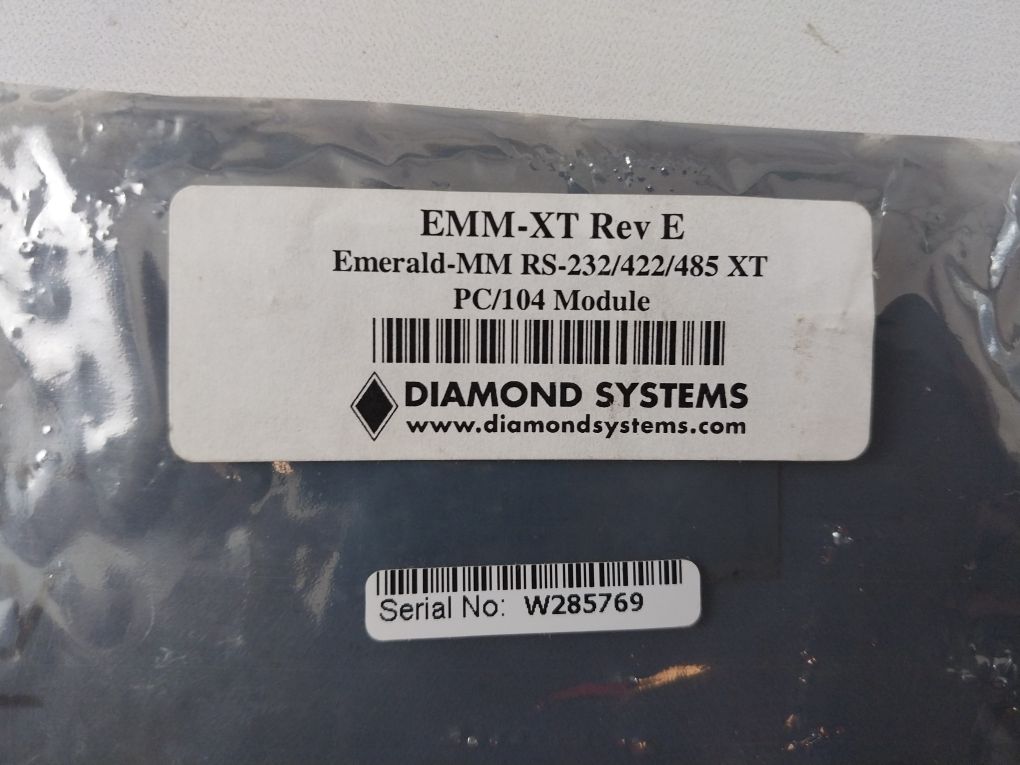 EMM-XT Rev E
Emerald-MM RS-232/422/485 XT
PC/104 Module
DIAMOND SYSTEMS
www.diamondsystems.com
Serial No: W285769